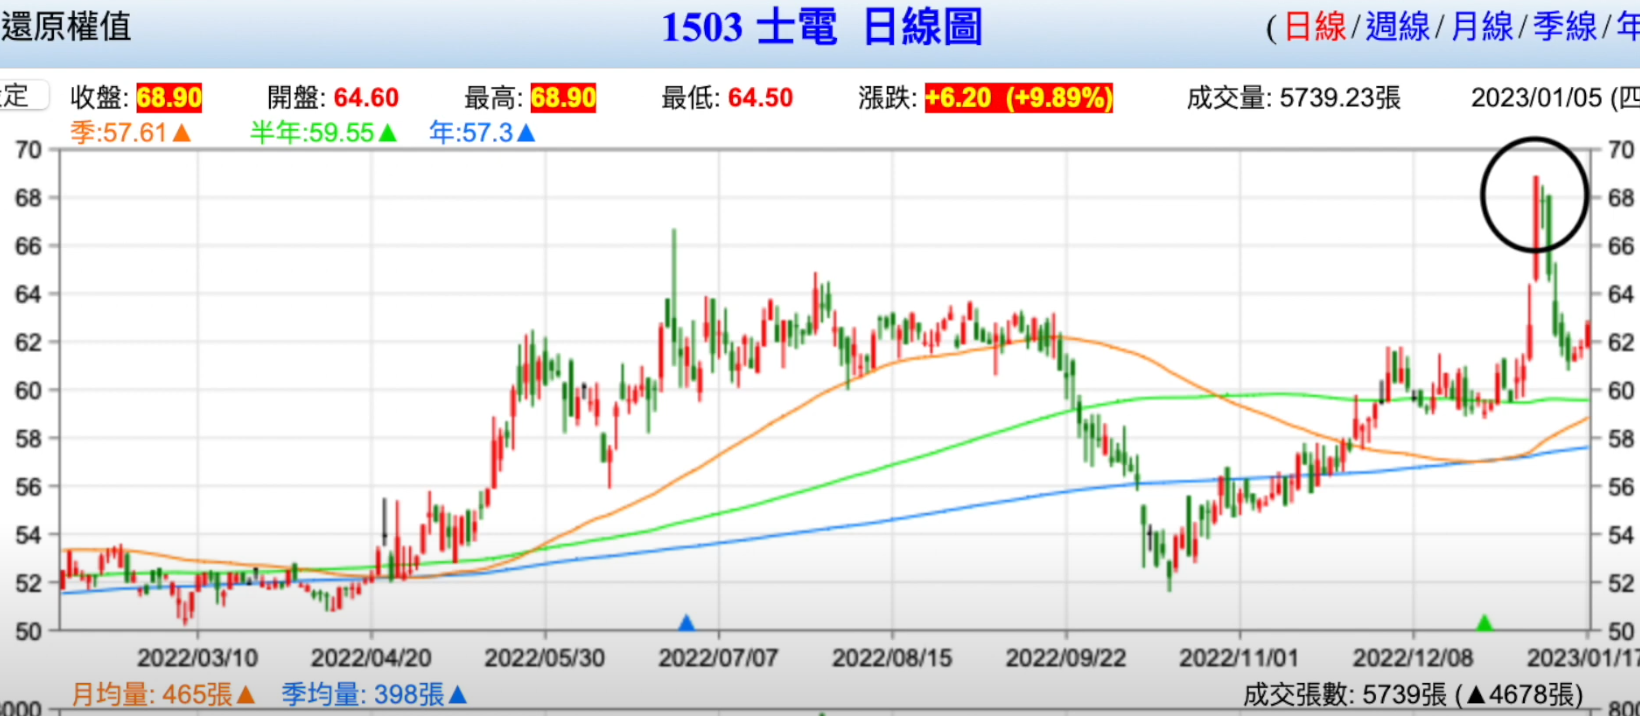 還原權值 1503 士電 日線圖 (日線/週線/月線/季線/年
定 收盤: 68.90 開盤: 64.60 最高: 68.90 最低: 64.50 漲跌: +6.20 (+9.89%) 成交量: 5739.23張 2023/01/05 (四
季:57.61▲ 半年:59.55▲ 年:57.3▲
70 70
68 68
66 66
64 64
62 62
60 60
58 58
56 56
54 54
52 52
50 50
2022/03/10 2022/04/20 2022/05/30 2022/07/07 2022/08/15 2022/09/22 2022/11/01 2022/12/08 2023/01/17
月均量: 465張▲ 季均量: 398張▲ 成交張數: 5739張 (▲4678張)